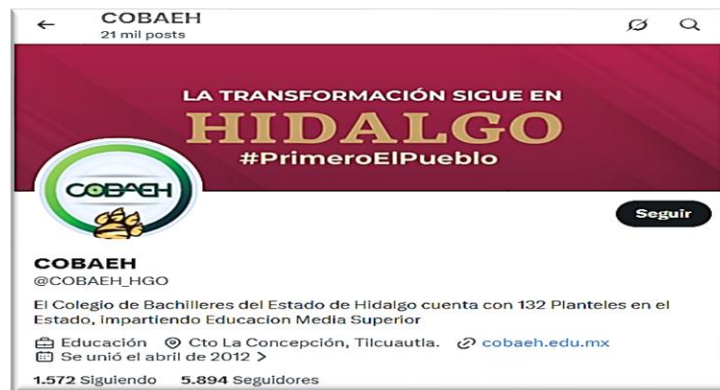 COBAEH
21 mil posts
LA TRANSFORMACIÓN SIGUE EN
HIDALGO
#PrimeroElPueblo
COBAEH
Seguir
COBAEH
@COBAEH_HGO
El Colegio de Bachilleres del Estado de Hidalgo cuenta con 132 Planteles en el
Estado, impartiendo Educacion Media Superior
Educación Cto La Concepción, Tilcuautla. cobaeh.edu.mx
Se unió el abril de 2012 >
1.572 Siguiendo 5.894 Seguidores